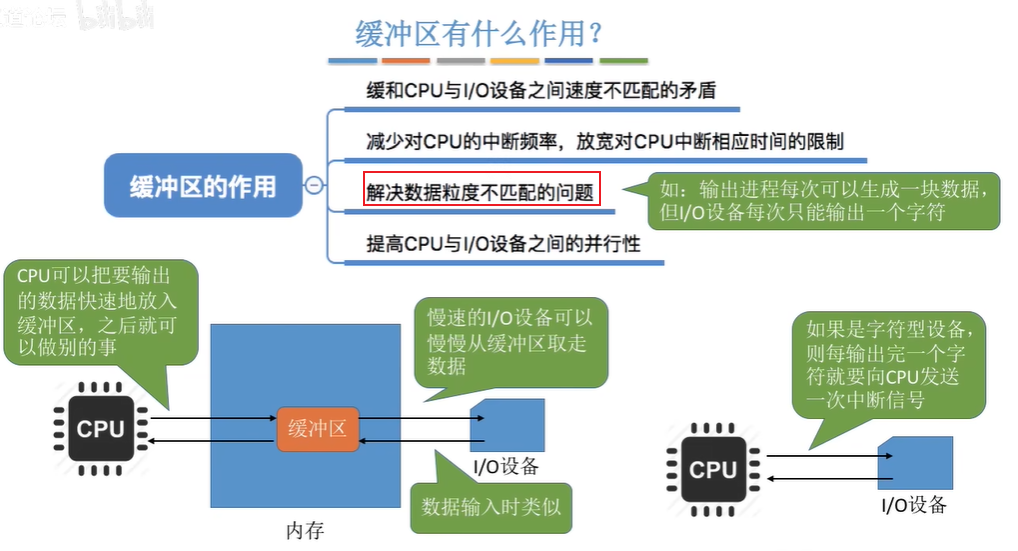 bilibili
缓冲区有什么作用？
缓和CPU与I/O设备之间速度不匹配的矛盾
减少对CPU的中断频率，放宽对CPU中断相应时间的限制
缓冲区的作用
解决数据粒度不匹配的问题
如：输出进程每次可以生成一块数据，
但I/O设备每次只能输出一个字符
提高CPU与I/O设备之间的并行性
CPU可以把要输出
的数据快速地放入
缓冲区，之后就可
以做别的事
慢速的I/O设备可以
慢慢从缓冲区取走
数据
如果是字符型设备，
则每输出完一个字
符就要向CPU发送
一次中断信号
CPU
缓冲区
I/O设备
数据输入时类似
内存
CPU
I/O设备